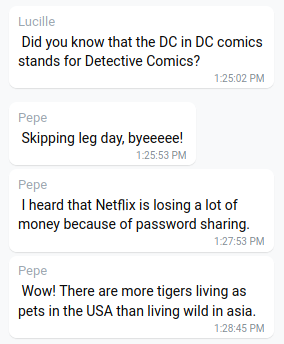 Lucille
Did you know that the DC in DC comics
stands for Detective Comics?
1:25:02 PM
Pepe
Skipping leg day, byeeeee!
1:25:53 PM
Pepe
I heard that Netflix is losing a lot of
money because of password sharing.
1:27:53 PM
Pepe
Wow! There are more tigers living as
pets in the USA than living wild in asia.
1:28:45 PM